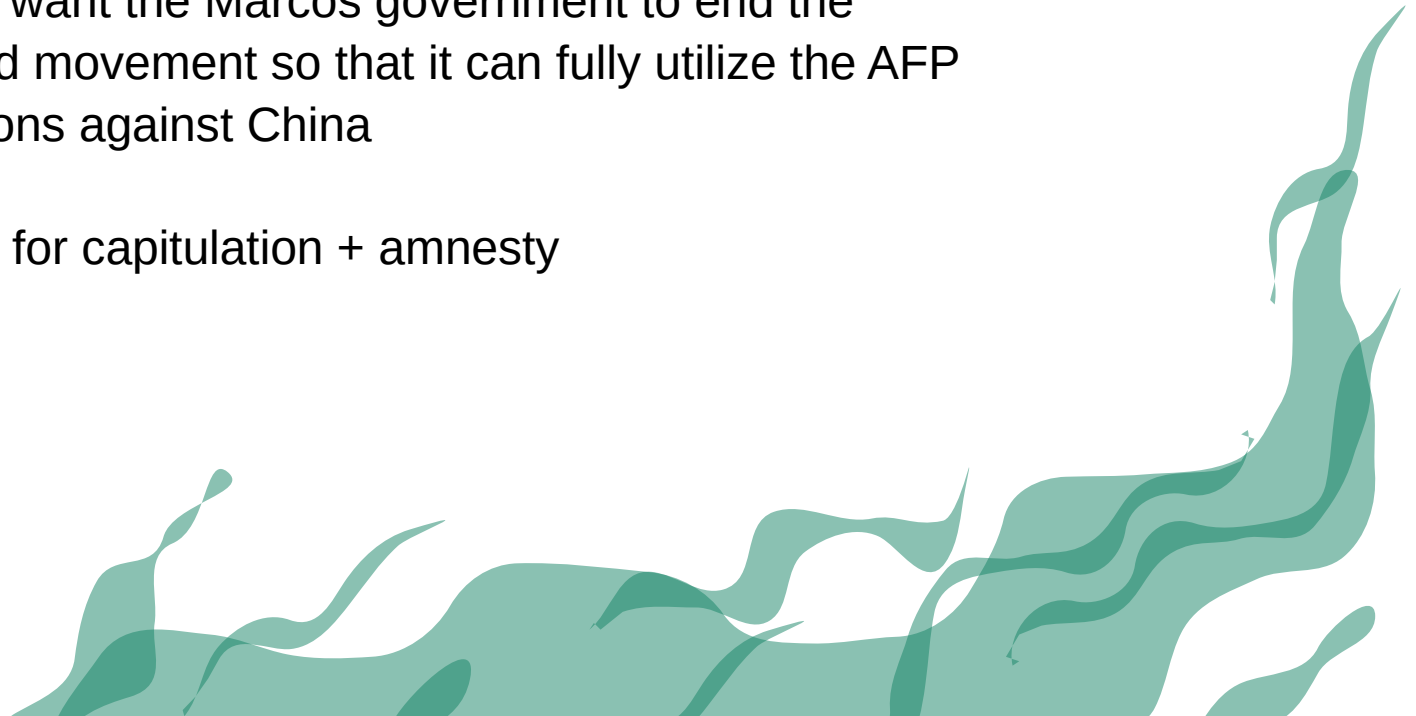 want the Marcos government to end the
d movement so that it can fully utilize the AFP
ons against China
for capitulation + amnesty